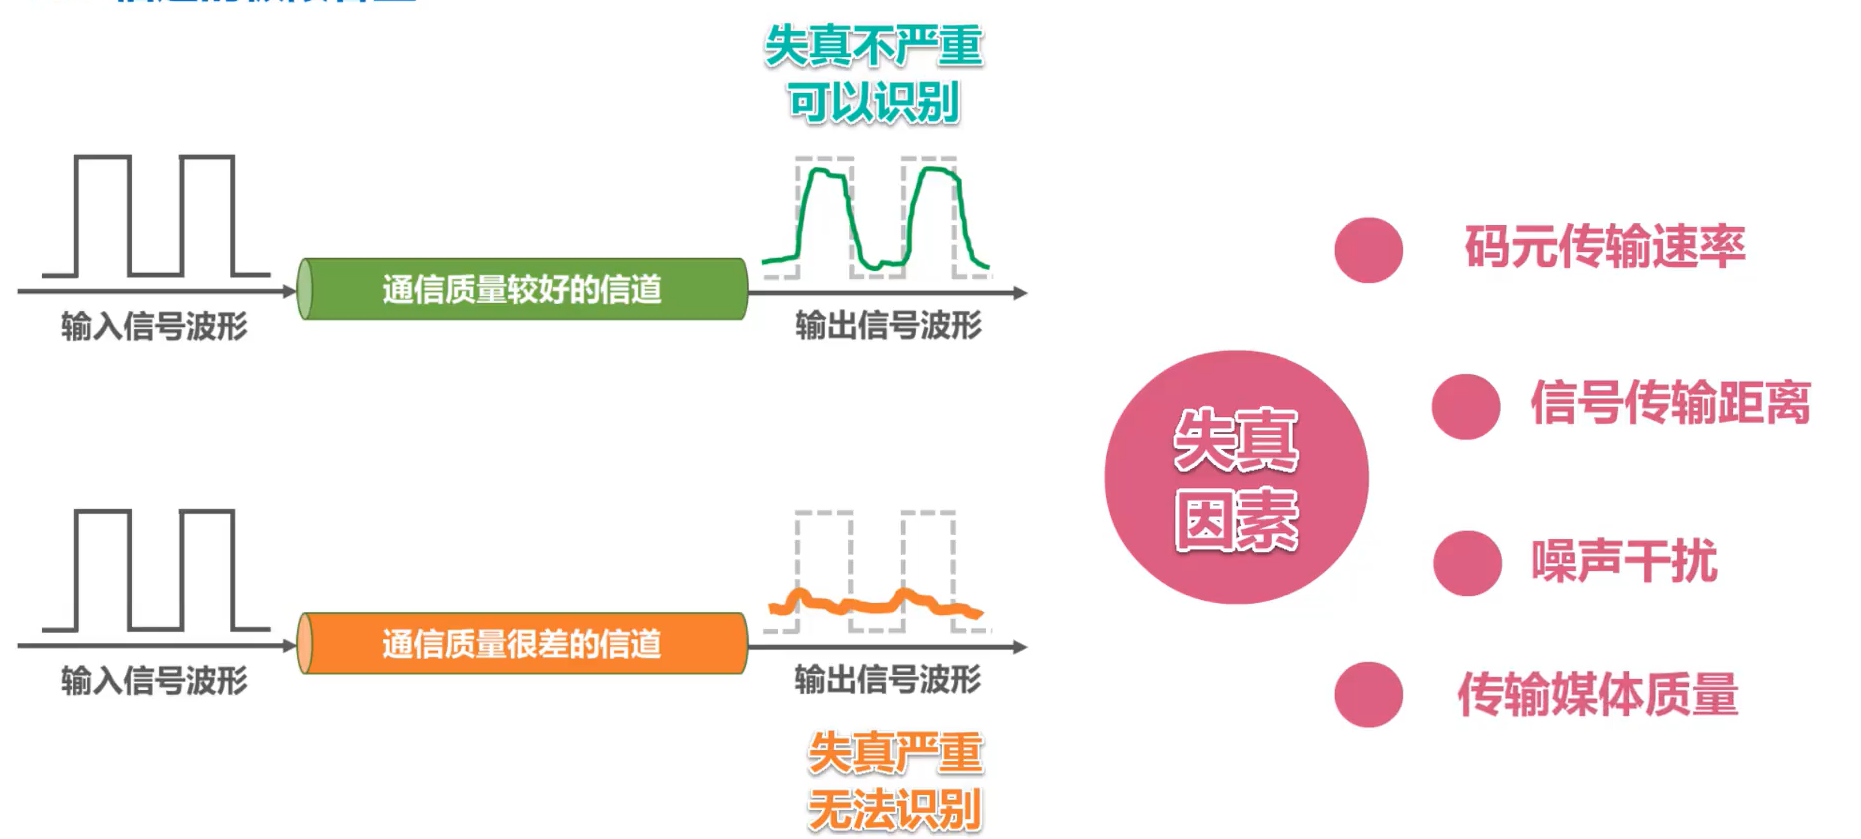 失真不严重
可以识别
通信质量较好的信道
输入信号波形
输出信号波形
通信质量很差的信道
输入信号波形
输出信号波形
失真严重
无法识别
失真
因素
码元传输速率
信号传输距离
噪声干扰
传输媒体质量